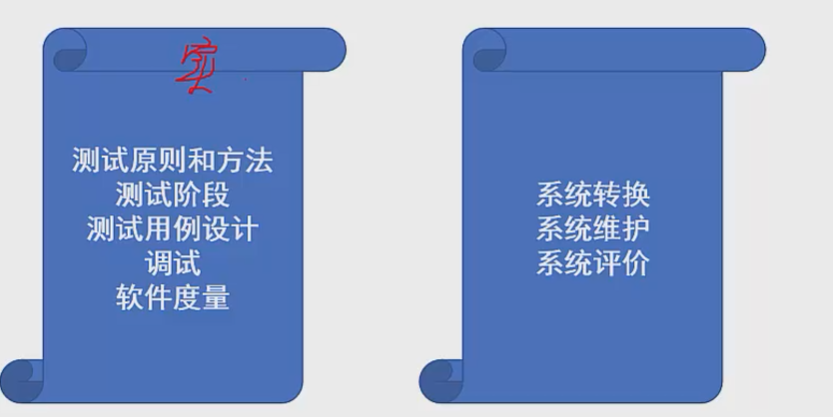 测试原则和方法
测试阶段
测试用例设计
调试
软件度量
系统转换
系统维护
系统评价